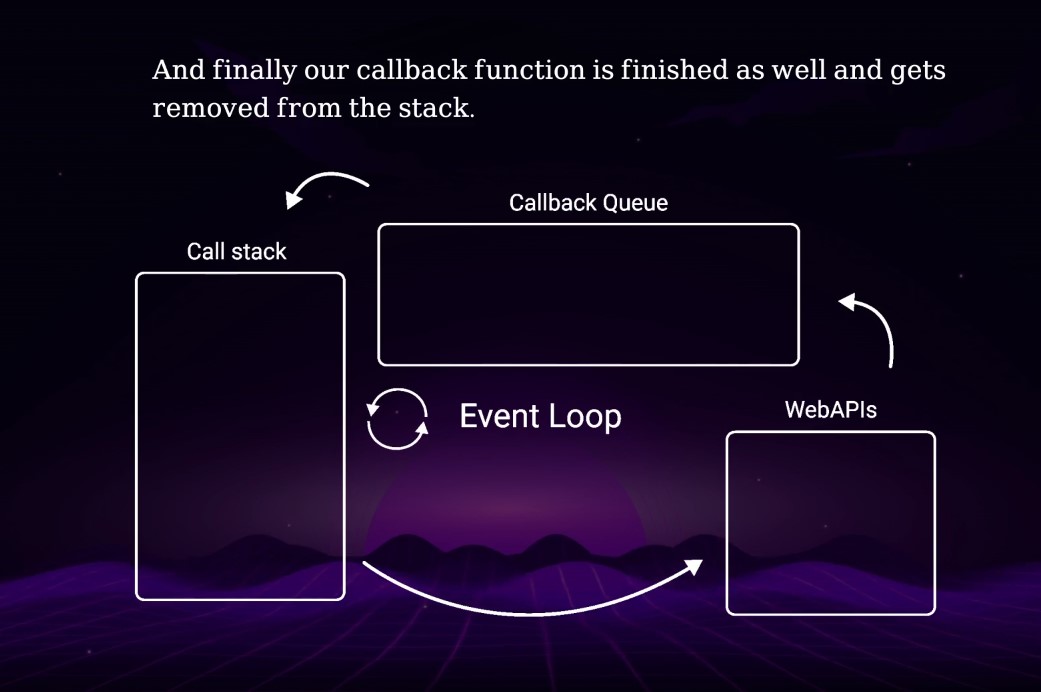 And finally our callback function is finished as well and gets
removed from the stack.
Callback Queue
Call stack
Event Loop
WebAPIs